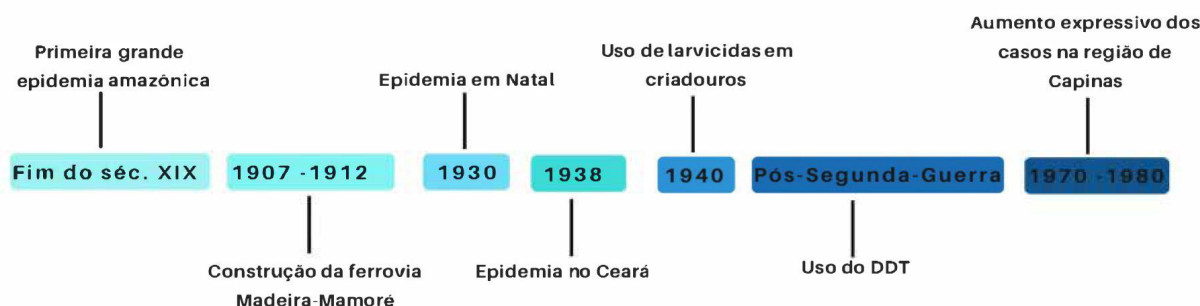 Primeira grande
epidemia amazônica
Fim do séc. XIX
1907 -1912
Construção da ferrovia
Madeira-Mamoré
Epidemia em Natal
1930
1938
Epidemia no Ceará
Uso de larvicidas em
criadouros
1940
Pós-Segunda-Guerra
Uso do DDT
Aumento expressivo dos
casos na região de
Capinas
1970 -1980